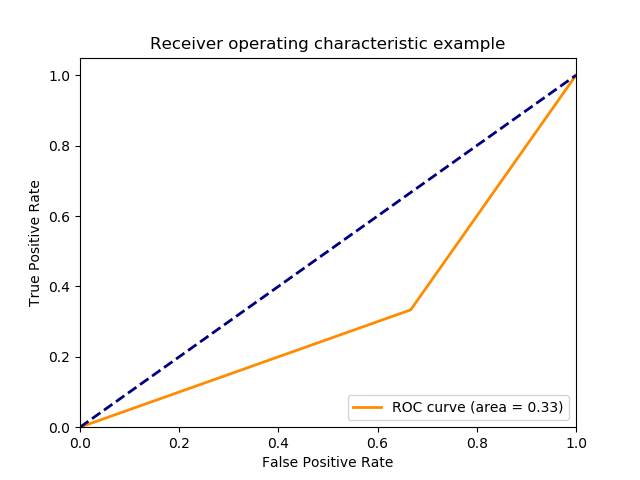 Receiver operating characteristic example
True Positive Rate
1.0
0.8
0.6
0.4
0.2
0.0
ROC curve (area = 0.33)
0.0 0.2 0.4 0.6 0.8 1.0
False Positive Rate